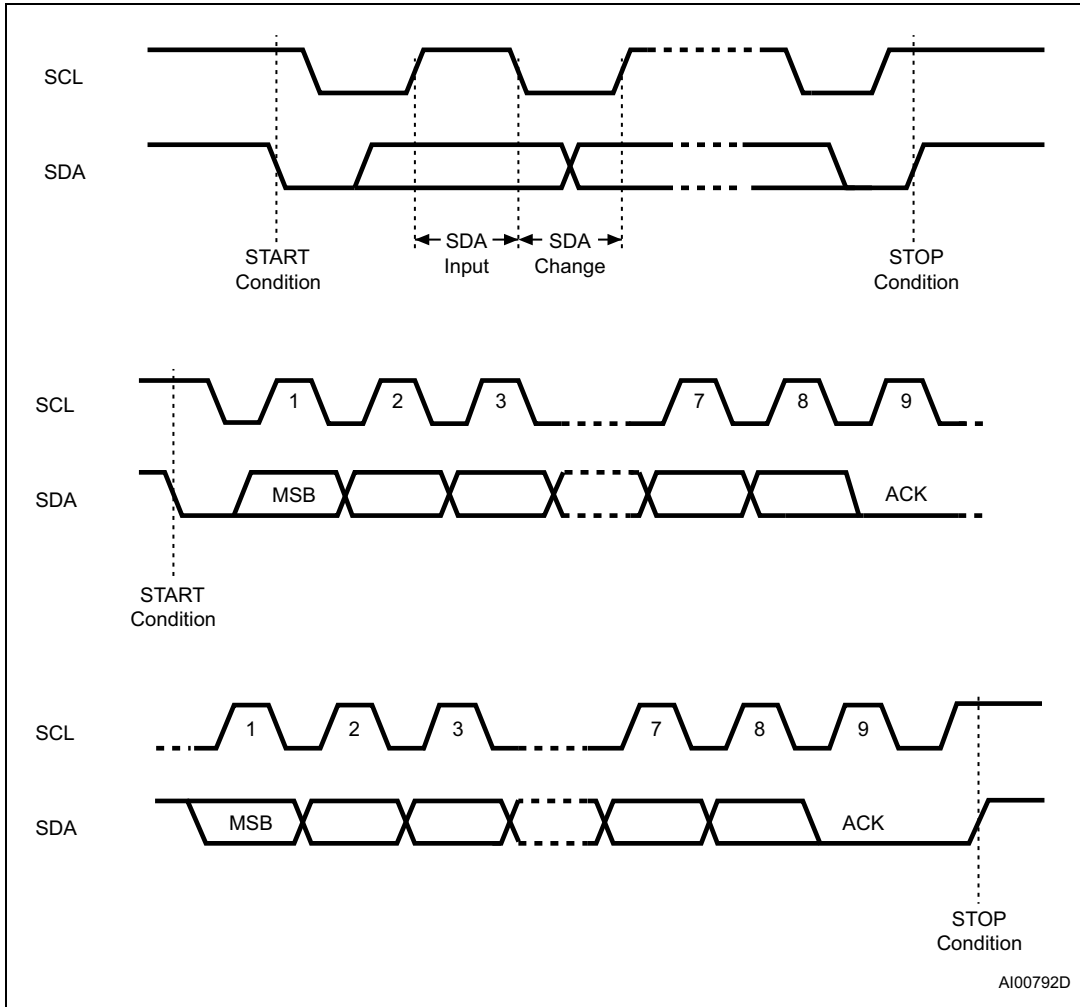 SCL
SDA
START
Condition
SDA
Input
SDA
Change
STOP
Condition
SCL
1
2
3
7
8
9
SDA
MSB
ACK
START
Condition
SCL
1
2
3
7
8
9
SDA
MSB
ACK
STOP
Condition
AI00792D